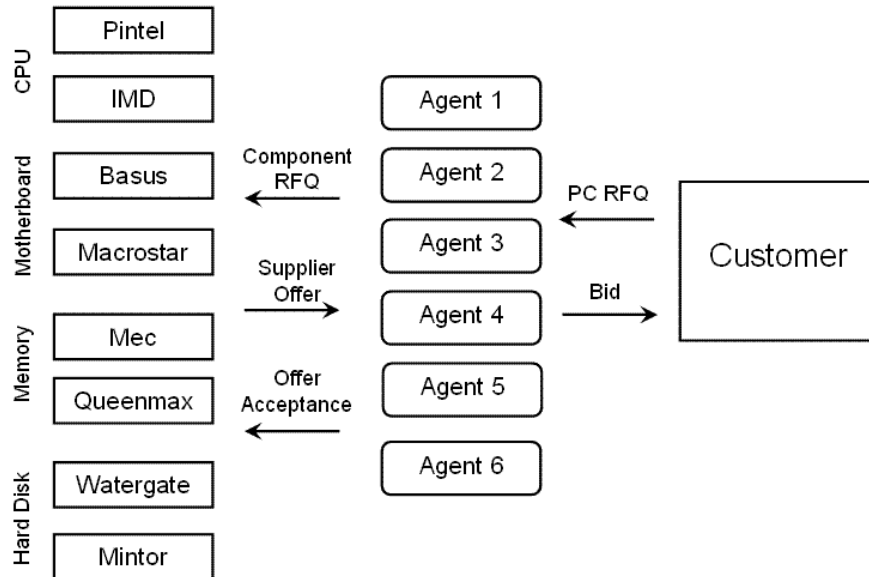 CPU
Pintel
IMD
Motherboard
Basus
Macrostar
Memory
Mec
Queenmax
Hard Disk
Watergate
Mintor
Component
RFQ
Supplier
Offer
Offer
Acceptance
Agent 1
Agent 2
Agent 3
Agent 4
Agent 5
Agent 6
PC RFQ
Bid
Customer